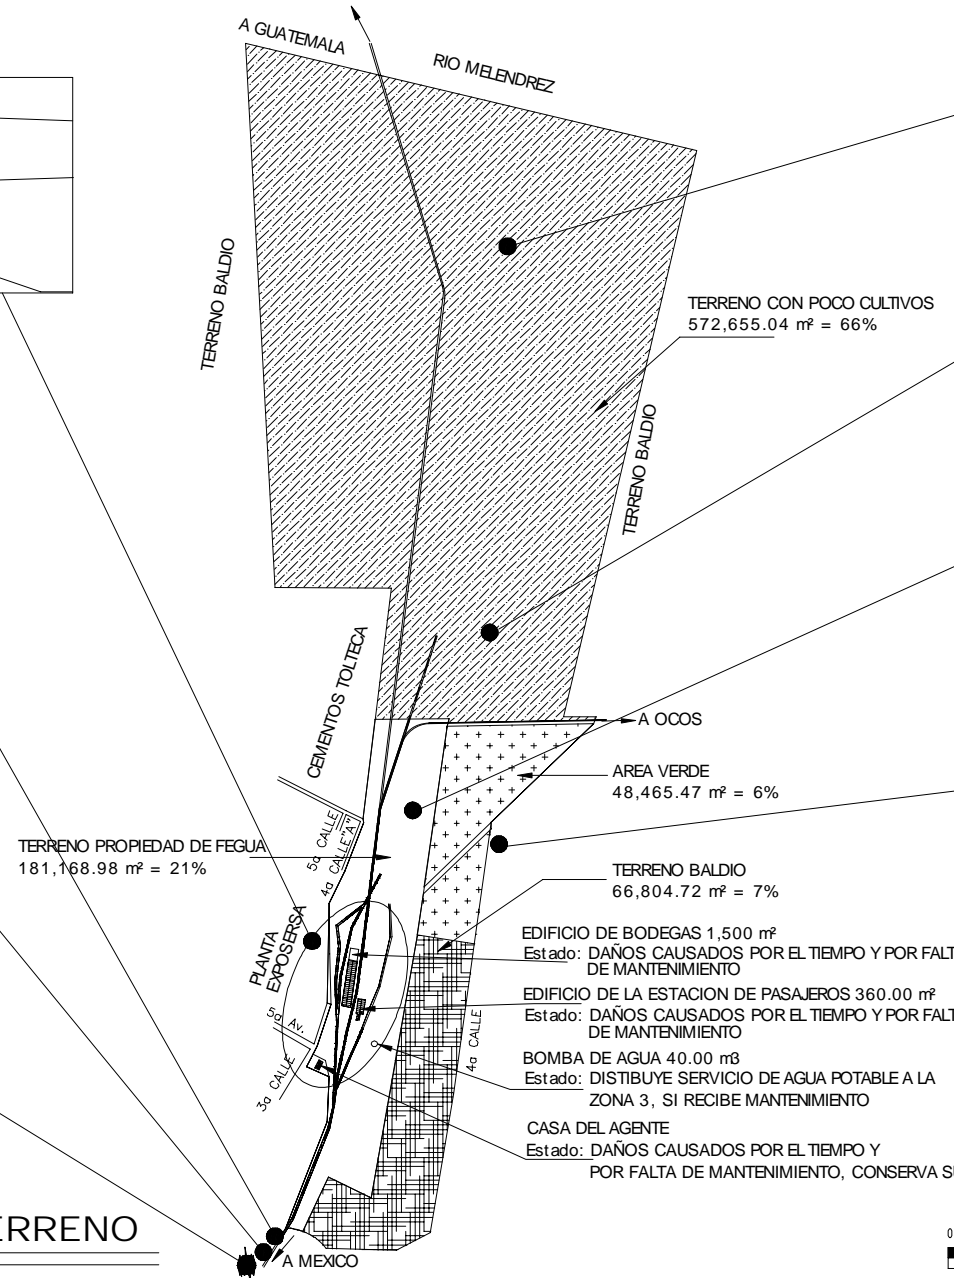 A GUATEMALA
RIO MELENDREZ
TERRENO BALDIO
TERRENO CON POCO CULTIVOS
572,655.04 m² = 66%
TERRENO BALDIO
CEMENTOS TOLTECA
A OCOS
AREA VERDE
48,465.47 m² = 6%
5a CALLE
4a CALLE "A"
TERRENO PROPIEDAD DE FEGUA
181,168.98 m² = 21%
TERRENO BALDIO
66,804.72 m² = 7%
PLANTA
EXPOSERSA
EDIFICIO DE BODEGAS 1,500 m²
Estado: DAÑOS CAUSADOS POR EL TIEMPO Y POR FALT
DE MANTENIMIENTO
EDIFICIO DE LA ESTACION DE PASAJEROS 360.00 m²
Estado: DAÑOS CAUSADOS POR EL TIEMPO Y POR FALT
DE MANTENIMIENTO
5a Av.
4a CALLE
3a CALLE
BOMBA DE AGUA 40.00 m3
Estado: DISTIBUYE SERVICIO DE AGUA POTABLE A LA
ZONA 3, SI RECIBE MANTENIMIENTO
CASA DEL AGENTE
Estado: DAÑOS CAUSADOS POR EL TIEMPO Y
POR FALTA DE MANTENIMIENTO, CONSERVA S
ERRENO
A MEXICO
0